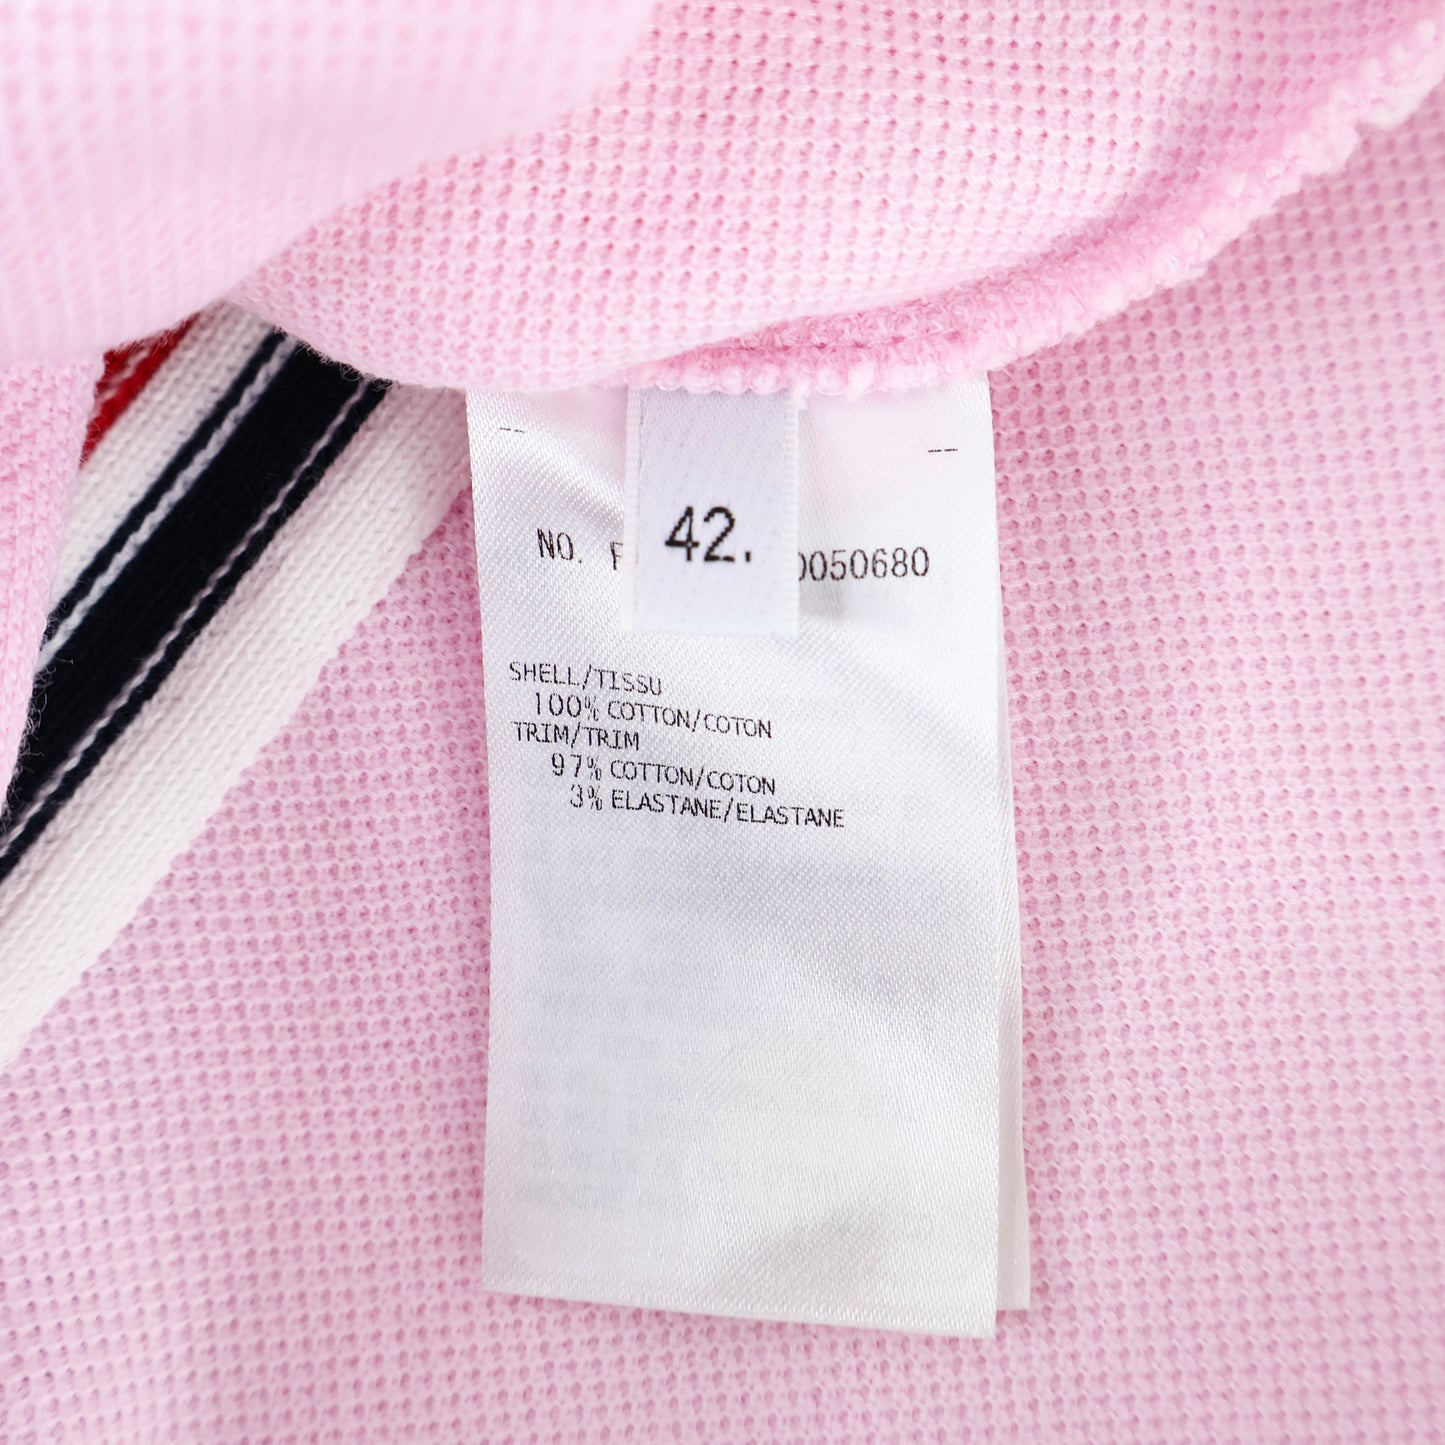 42.
NO. 0050680
SHELL/TISSU
100% COTTON/COTON
TRIM/TRIM
97% COTTON/COTON
3% ELASTANE/ELASTANE